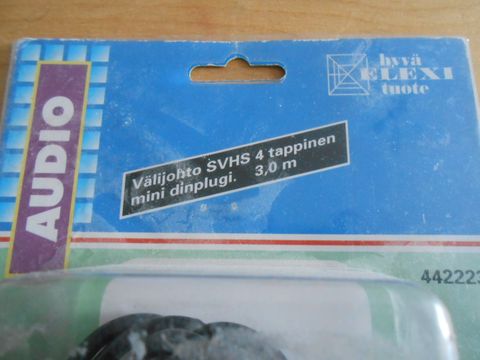 hyvä
ELEXI
tuote
AUDIO
Välijohto SVHS 4 tappinen
mini dinplugi. 3,0 m
442223